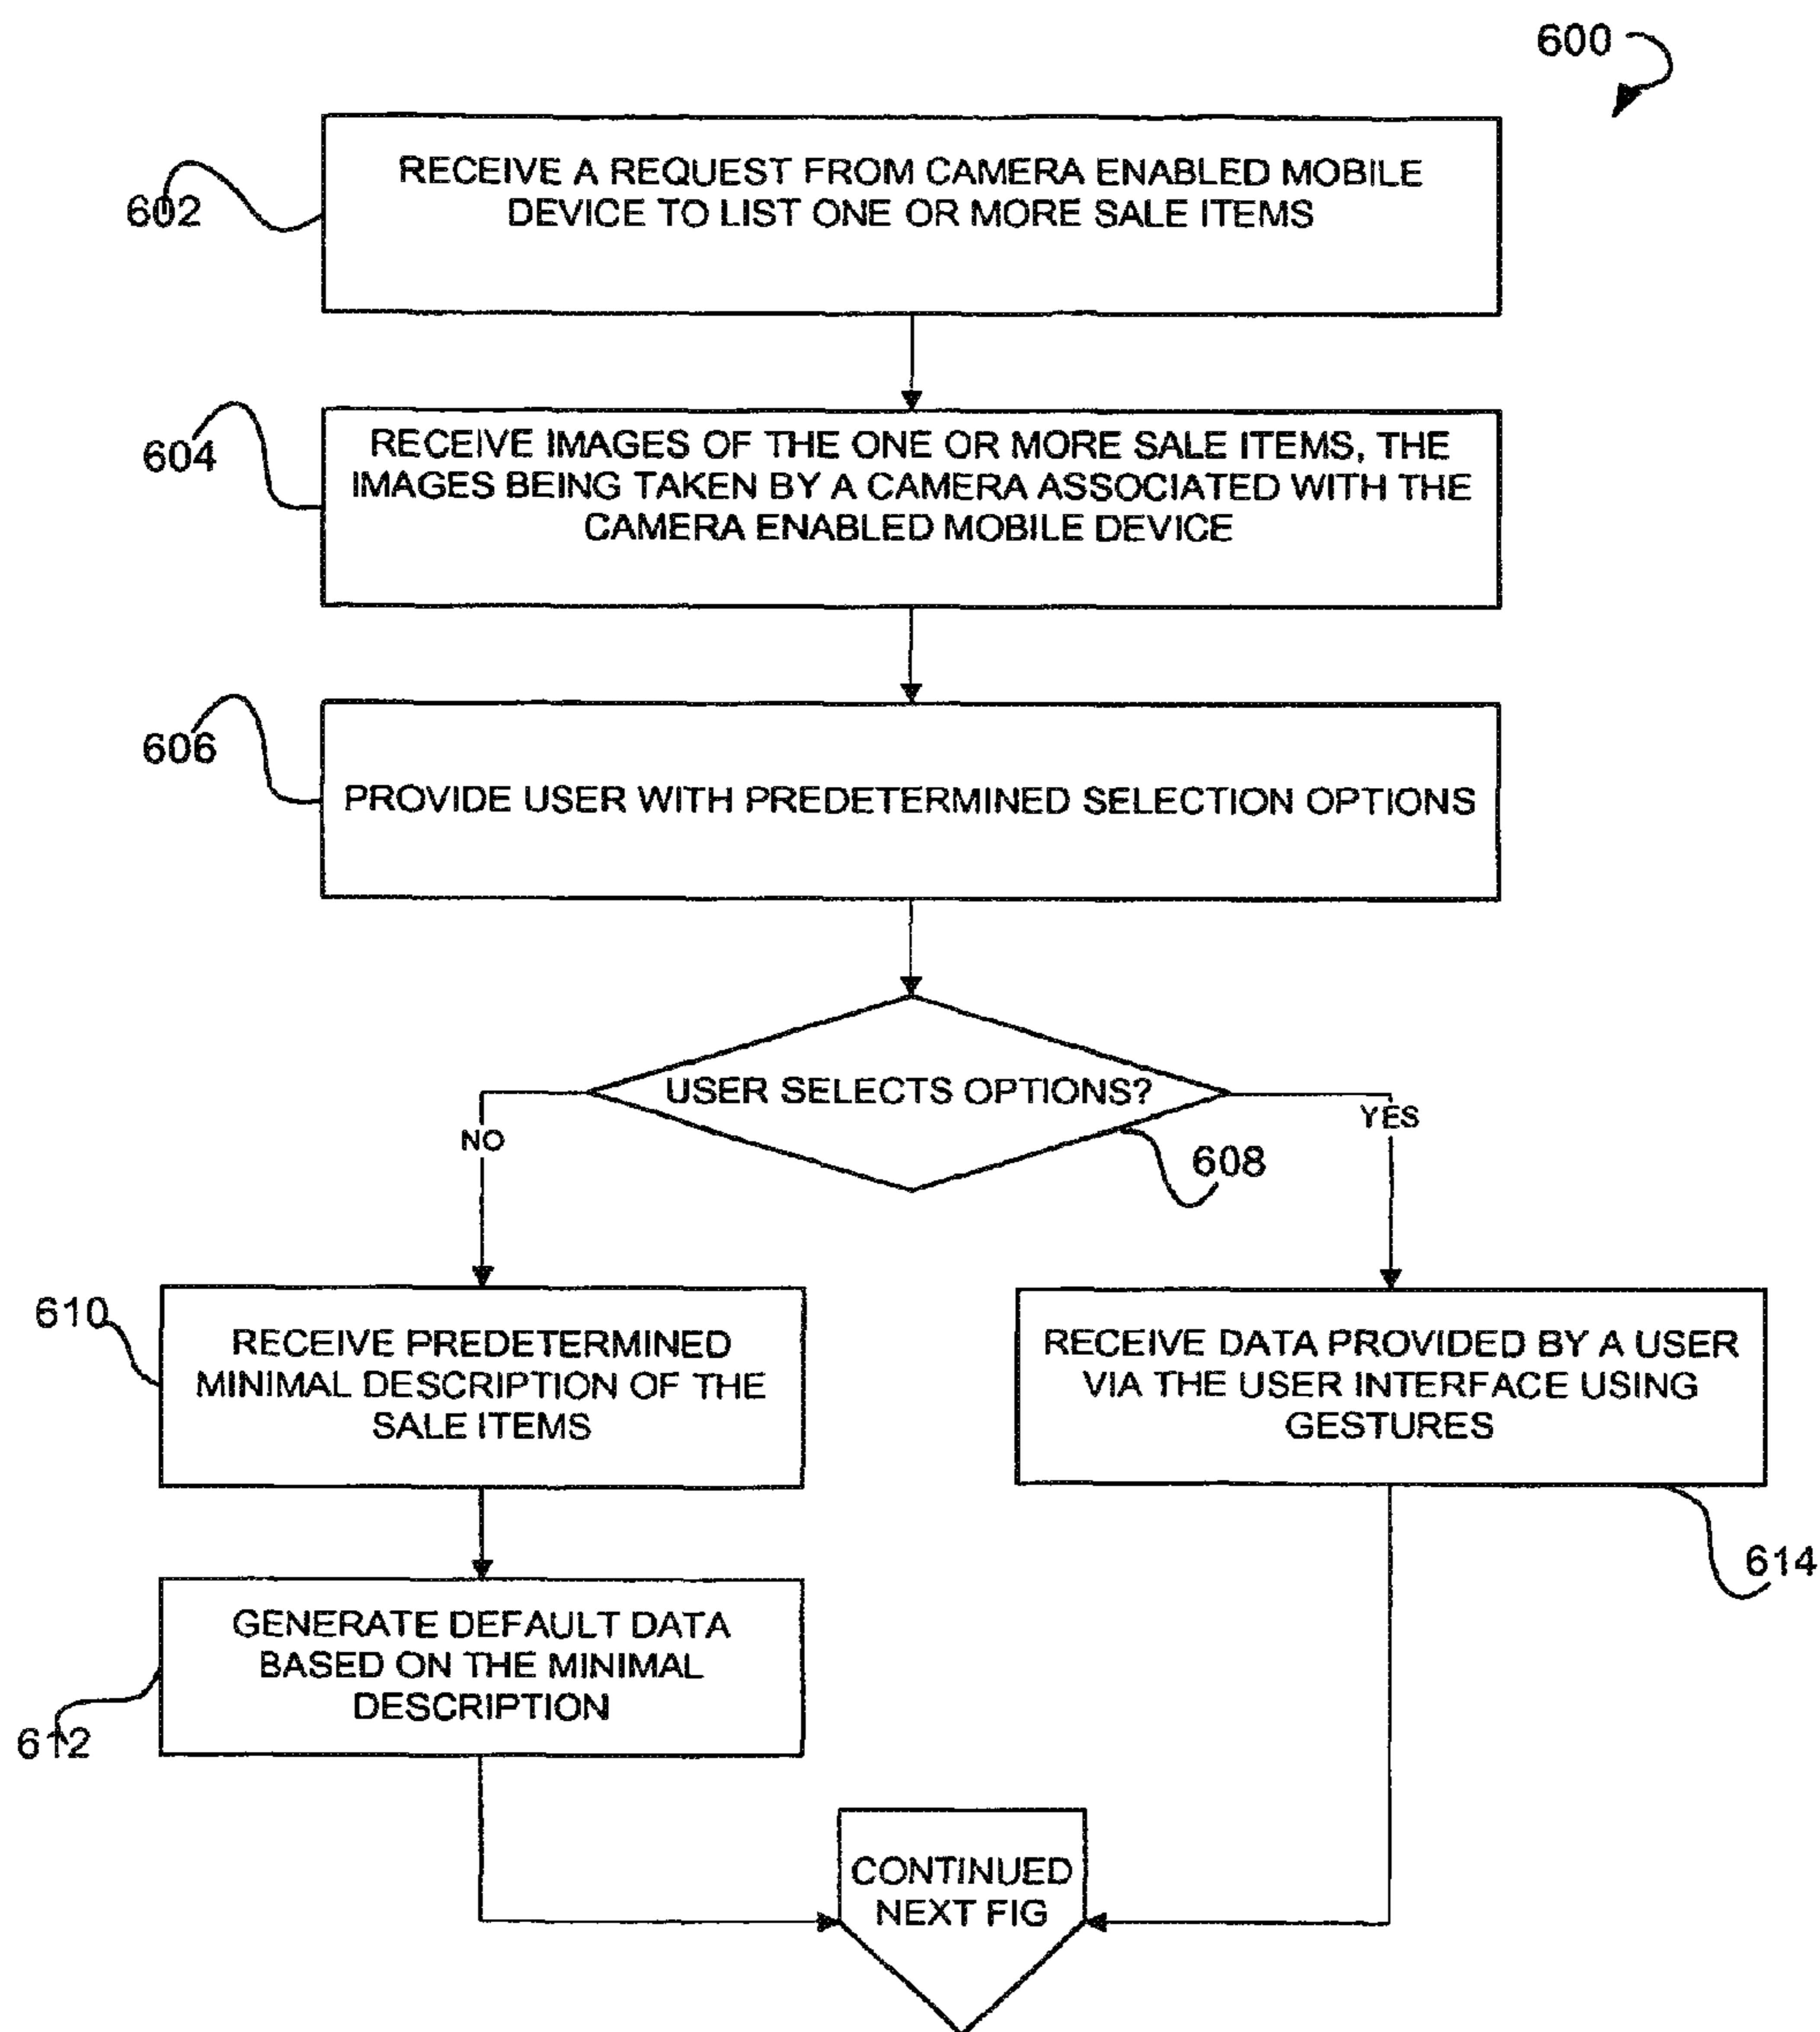 600
602
RECEIVE A REQUEST FROM CAMERA ENABLED MOBILE
DEVICE TO LIST ONE OR MORE SALE ITEMS
604
RECEIVE IMAGES OF THE ONE OR MORE SALE ITEMS, THE
IMAGES BEING TAKEN BY A CAMERA ASSOCIATED WITH THE
CAMERA ENABLED MOBILE DEVICE
606
PROVIDE USER WITH PREDETERMINED SELECTION OPTIONS
USER SELECTS OPTIONS?
NO
YES
608
610
RECEIVE PREDETERMINED
MINIMAL DESCRIPTION OF THE
SALE ITEMS
RECEIVE DATA PROVIDED BY A USER
VIA THE USER INTERFACE USING
GESTURES
614
612
GENERATE DEFAULT DATA
BASED ON THE MINIMAL
DESCRIPTION
CONTINUED
NEXT FIG